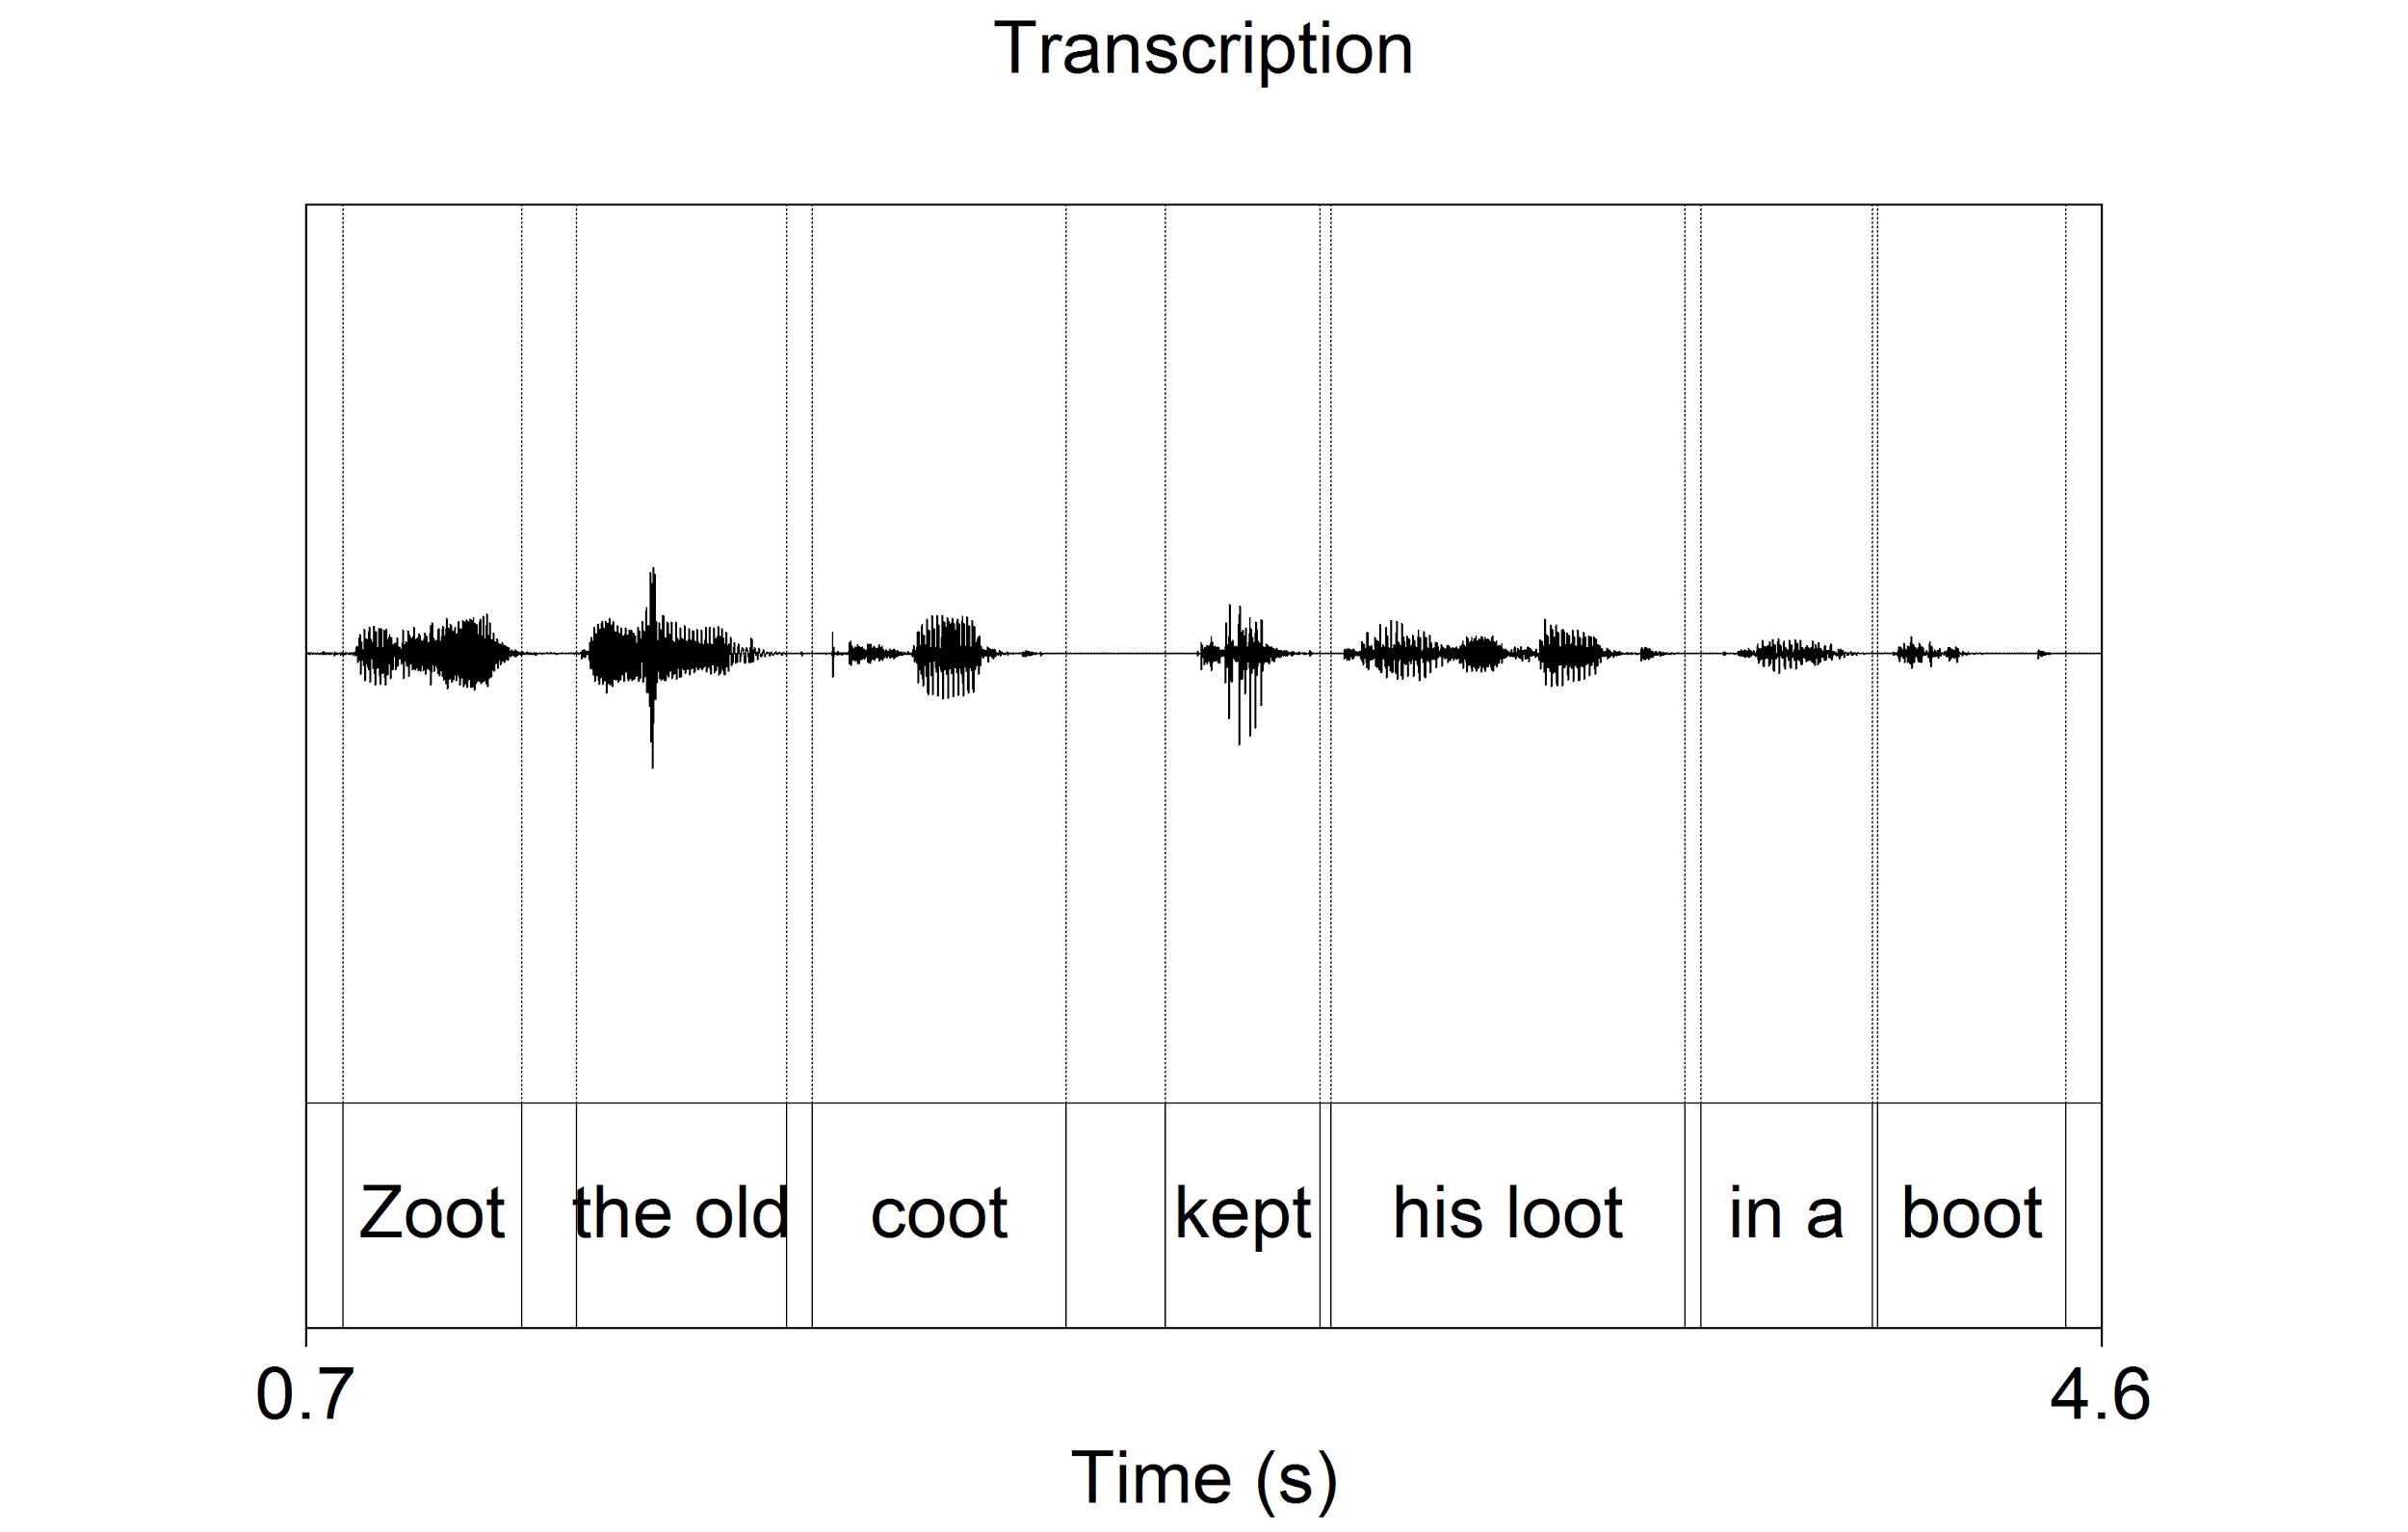 Transcription
Zoot the old coot kept his loot in a boot
0.7 4.6
Time (s)